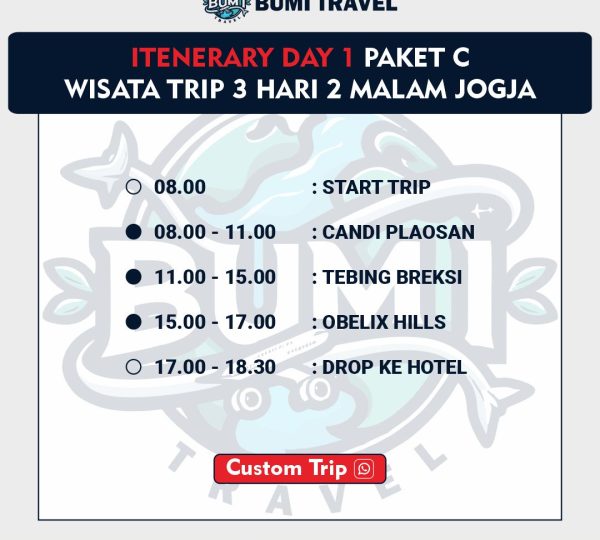 BUMI
TRAVEL
BUMI TRAVEL
ITENERARY DAY 1 PAKET C
WISATA TRIP 3 HARI 2 MALAM JOGJA
BUMI
08.00 : START TRIP
08.00 - 11.00 : CANDI PLAOSAN
11.00 - 15.00 : TEBING BREKSI
15.00 - 17.00 : OBELIX HILLS
17.00 - 18.30 : DROP KE HOTEL
Custom Trip
TRAVEL